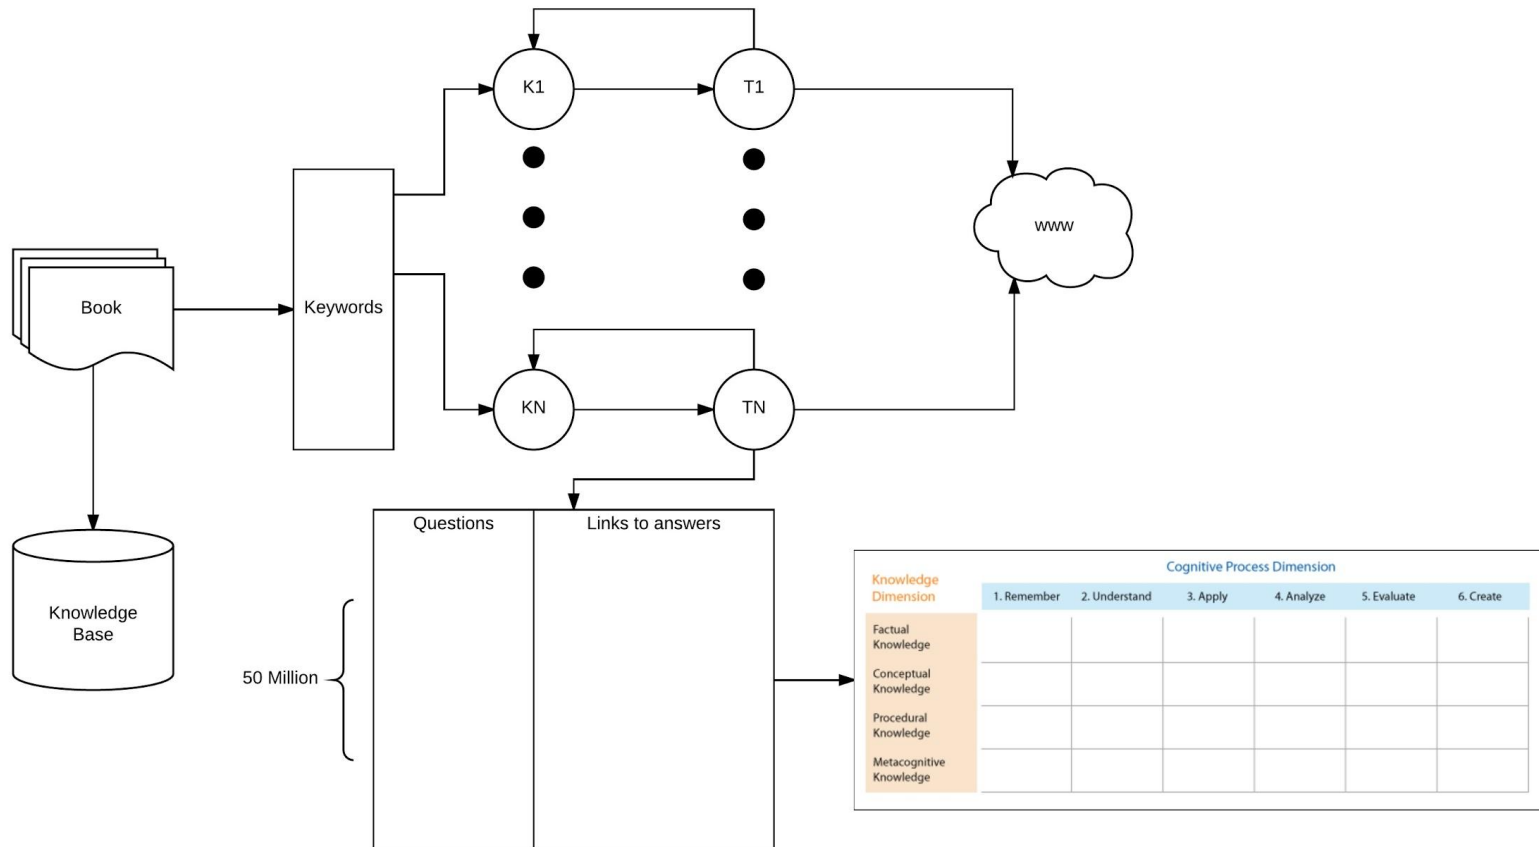 K1
T1
www
Book
Keywords
KN
TN
Questions
Links to answers
Knowledge
Base
50 Million
Cognitive Process Dimension
Knowledge
Dimension
1. Remember
2. Understand
3. Apply
4. Analyze
5. Evaluate
6. Create
Factual
Knowledge
Conceptual
Knowledge
Procedural
Knowledge
Metacognitive
Knowledge